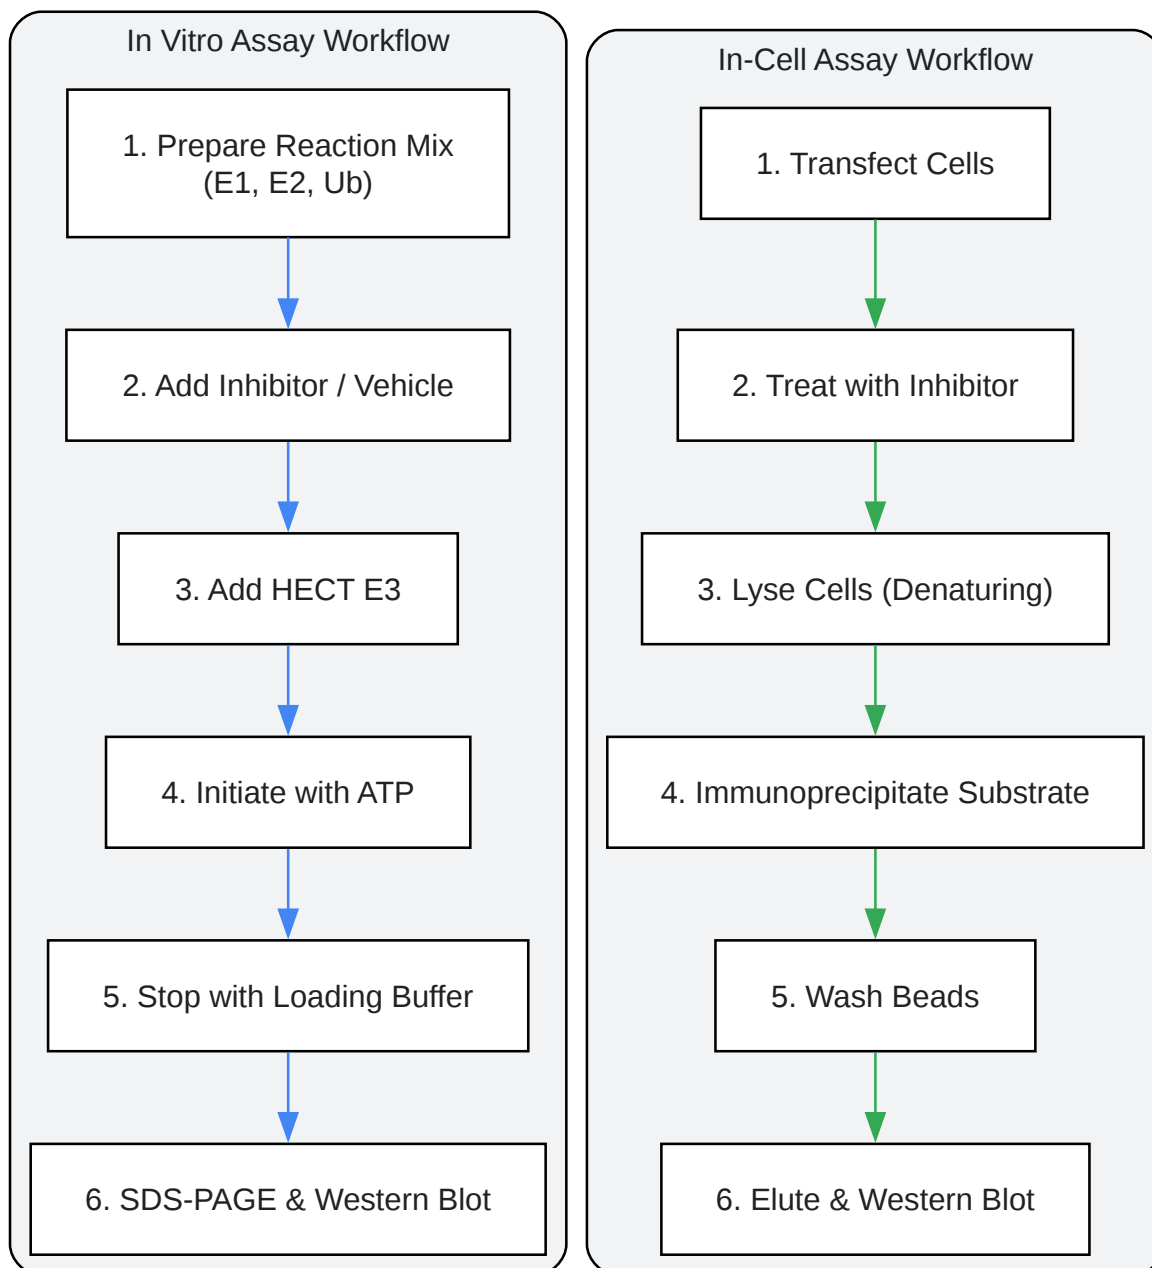 In Vitro Assay Workflow
1. Prepare Reaction Mix
(E1, E2, Ub)
2. Add Inhibitor / Vehicle
3. Add HECT E3
4. Initiate with ATP
5. Stop with Loading Buffer
6. SDS-PAGE & Western Blot
In-Cell Assay Workflow
1. Transfect Cells
2. Treat with Inhibitor
3. Lyse Cells (Denaturing)
4. Immunoprecipitate Substrate
5. Wash Beads
6. Elute & Western Blot